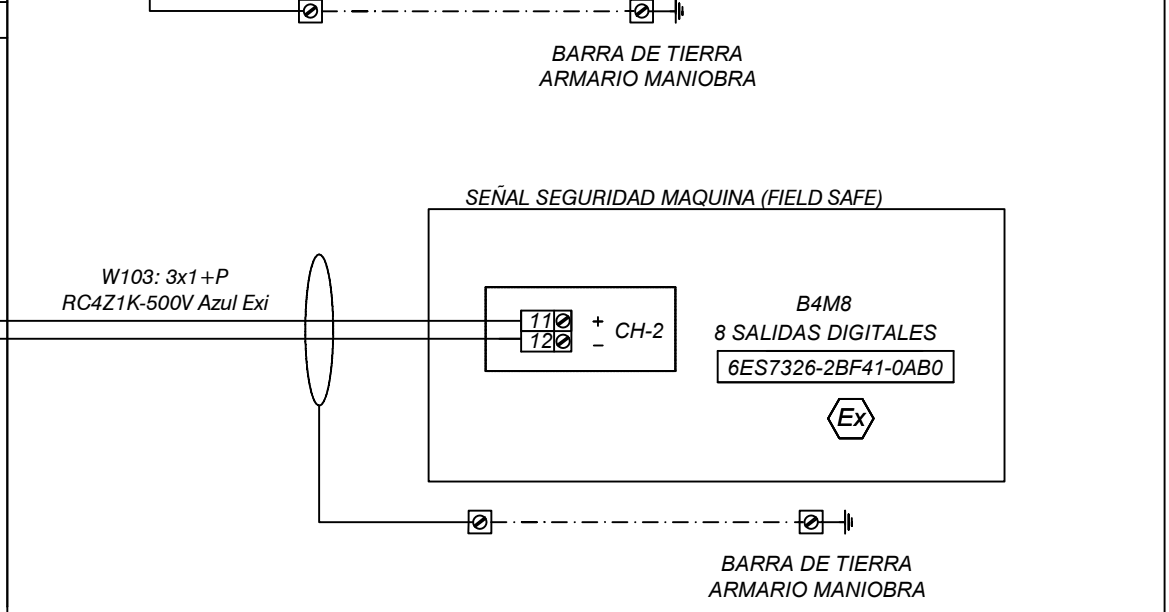 BARRA DE TIERRA
ARMARIO MANIOBRA
SEÑAL SEGURIDAD MAQUINA (FIELD SAFE)
W103: 3x1+P
RC4Z1K-500V Azul Exi
11
12
+
−
CH-2
B4M8
8 SALIDAS DIGITALES
6ES7326-2BF41-0AB0
Ex
BARRA DE TIERRA
ARMARIO MANIOBRA